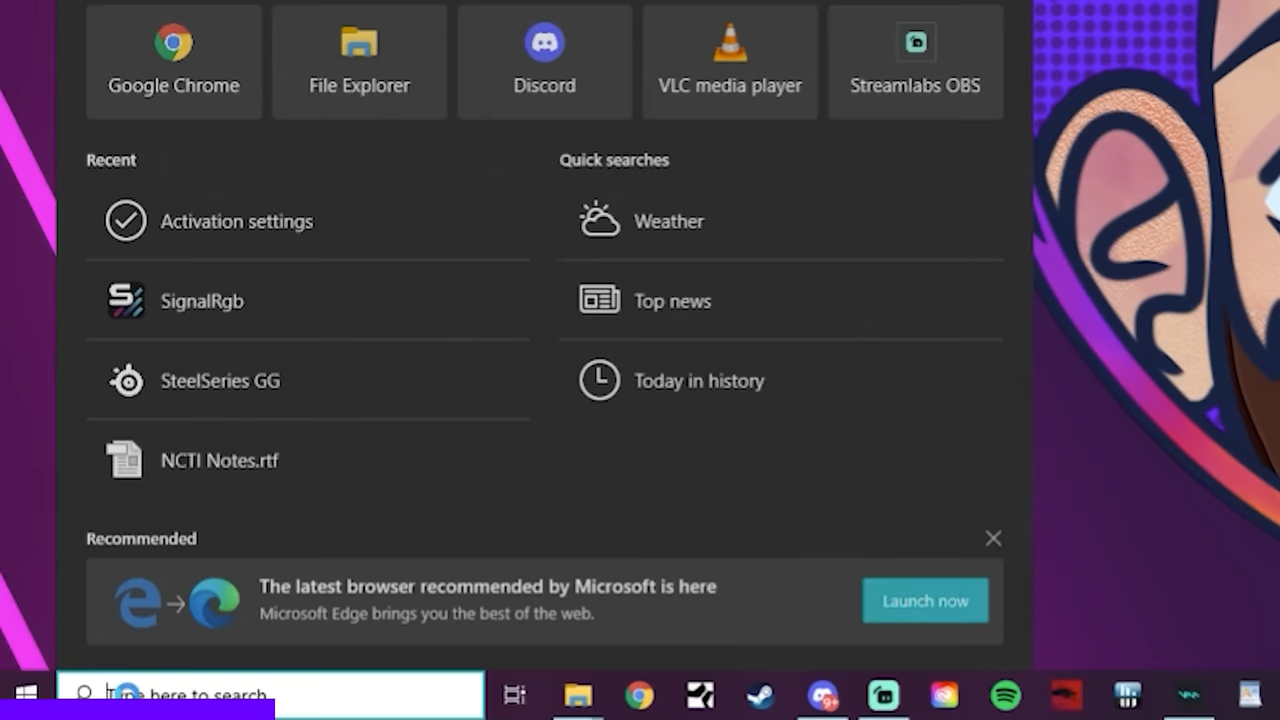 Google Chrome
File Explorer
Discord
VLC media player
Streamlabs OBS
Recent
Quick searches
Activation settings
Weather
SignalRgb
Top news
SteelSeries GG
Today in history
NCTI Notes.rtf
Recommended
The latest browser recommended by Microsoft is here
Microsoft Edge brings you the best of the web.
Launch now
Type here to search
9+